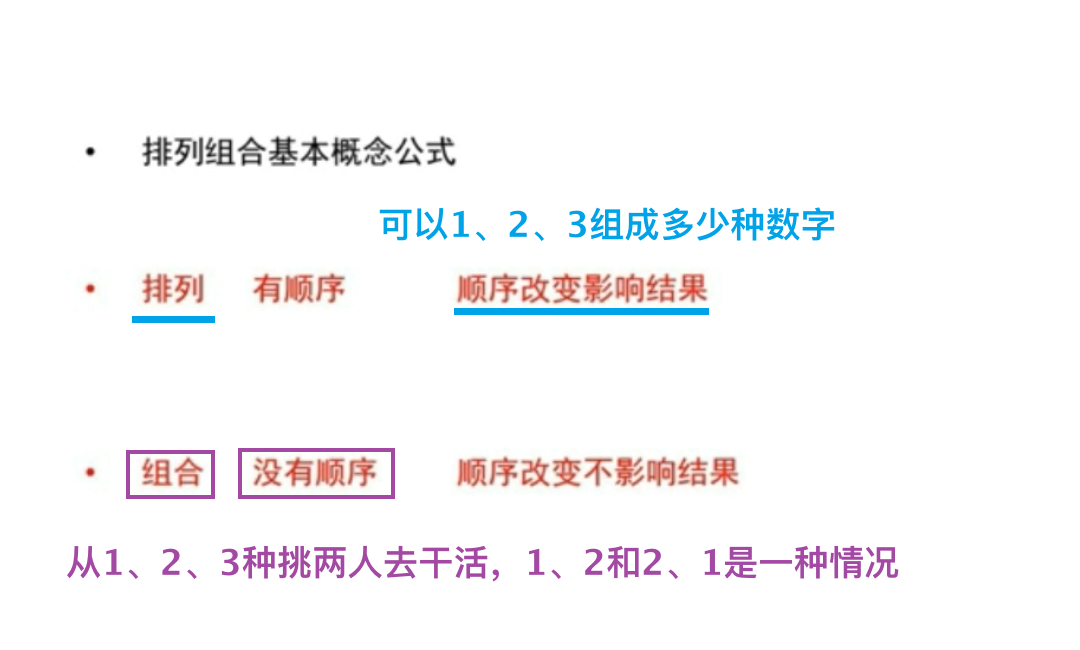 • 排列组合基本概念公式
可以1、2、3组成多少种数字
• 排列 有顺序 顺序改变影响结果
• 组合 没有顺序 顺序改变不影响结果
从1、2、3种挑两人去干活，1、2和2、1是一种情况